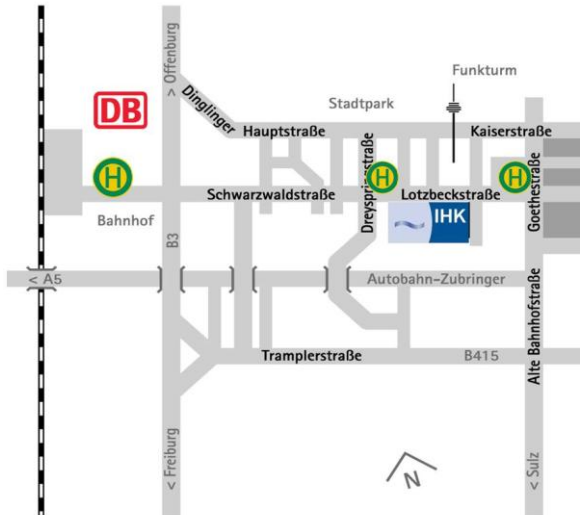 > Offenburg
DB
Dinglinger
Hauptstraße
Stadtpark
Funkturm
Kaiserstraße
H
H
H
Bahnhof
Schwarzwaldstraße
Dreyspringstraße
Lotzbeckstraße
Goethestraße
IHK
B3
< A5
Autobahn-Zubringer
Tramplerstraße
B415
Alte Bahnhofstraße
< Freiburg
N
< Sulz